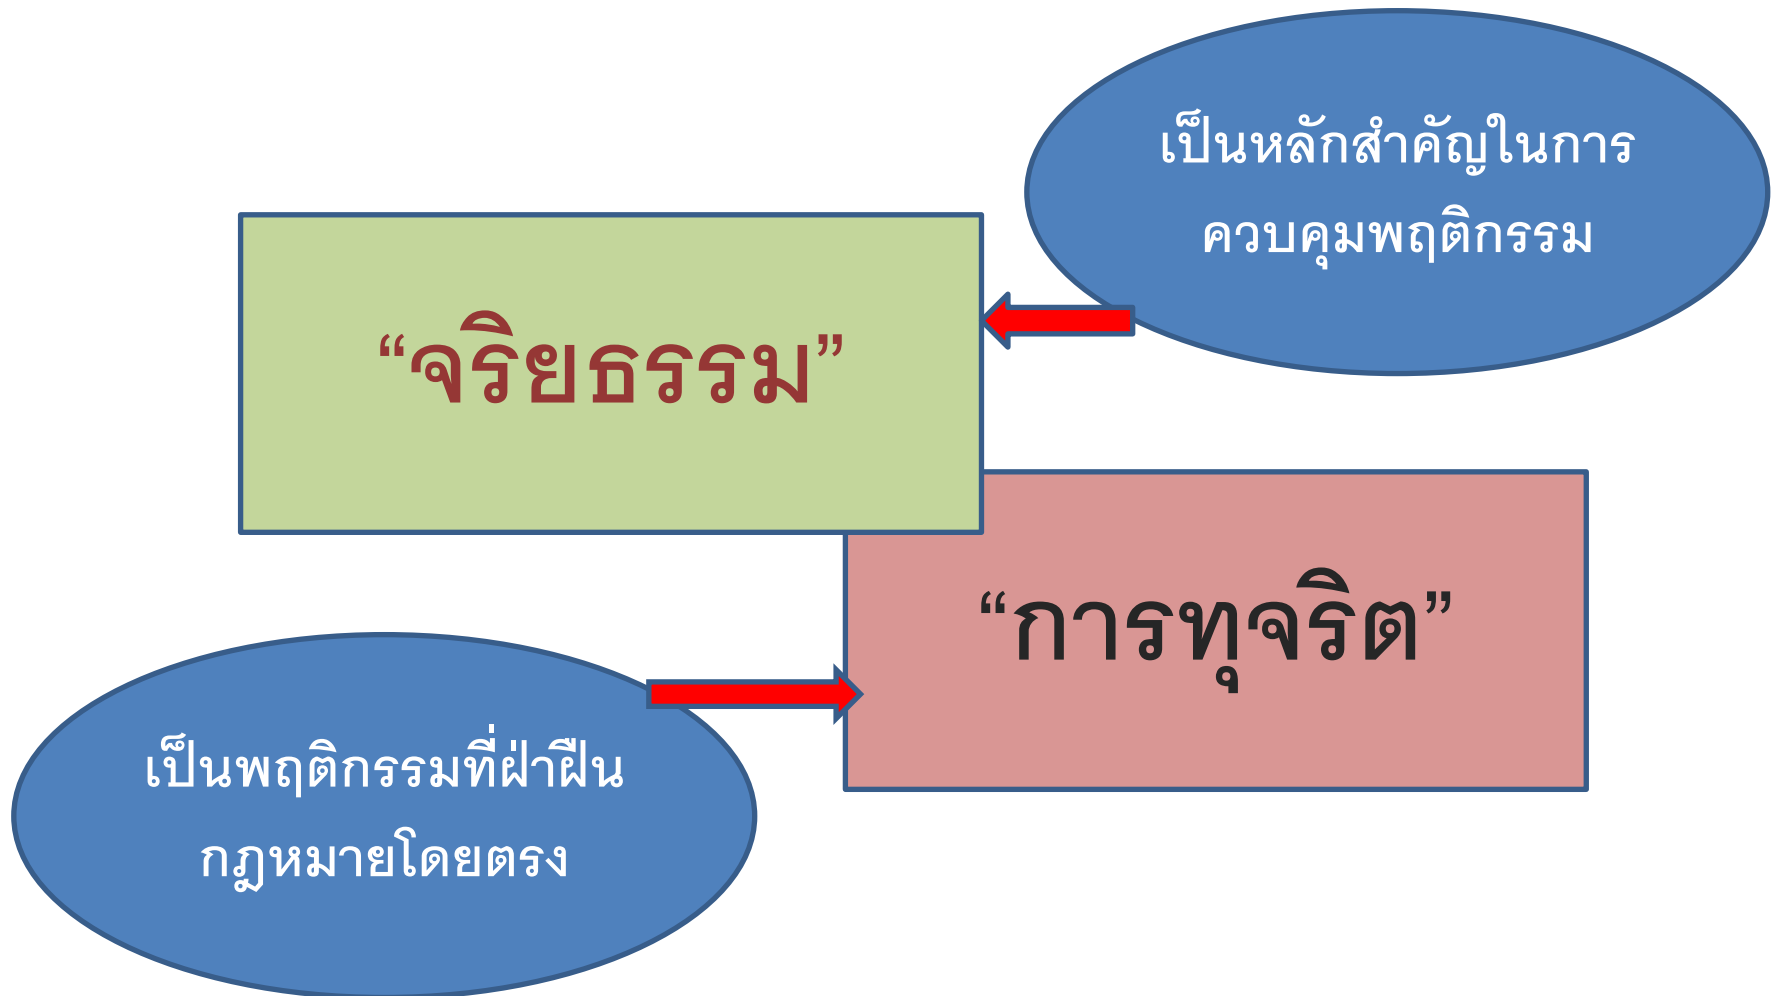 เป็นหลักสำคัญในการ
ควบคุมพฤติกรรม
“จริยธรรม”
“การทุจริต”
เป็นพฤติกรรมที่ฝ่าฝืน
กฎหมายโดยตรง